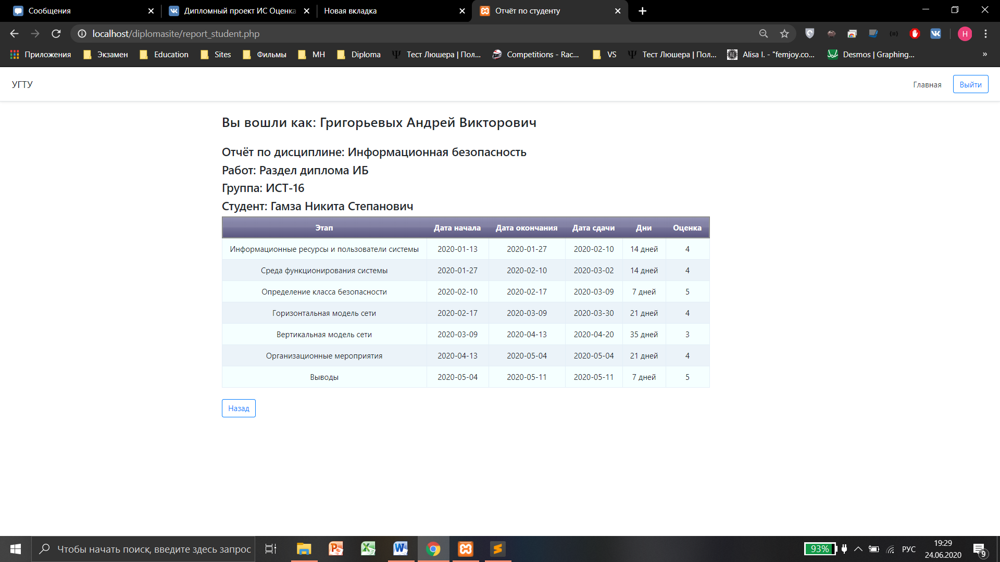 Сообщения
Дипломный проект ИС Оценка
Новая вкладка
Отчёт по студенту
localhost/diplomasite/report_student.php
Н
Приложения
Экзамен
Education
Sites
Фильмы
МН
Diploma
Тест Люшера | Пол...
Competitions - Rac...
VS
Тест Люшера | Пол...
Alisa I. - "femjoy.co...
Desmos | Graphing...
»
УГТУ
Главная
Выйти
Вы вошли как: Григорьевых Андрей Викторович
Отчёт по дисциплине: Информационная безопасность
Работ: Раздел диплома ИБ
Группа: ИСТ-16
Студент: Гамза Никита Степанович
Этап Дата начала Дата окончания Дата сдачи Дни Оценка
Информационные ресурсы и пользователи системы 2020-01-13 2020-01-27 2020-02-10 14 дней 4
Среда функционирования системы 2020-01-27 2020-02-10 2020-03-02 14 дней 4
Определение класса безопасности 2020-02-10 2020-02-17 2020-03-09 7 дней 5
Горизонтальная модель сети 2020-02-17 2020-03-09 2020-03-30 21 дней 4
Вертикальная модель сети 2020-03-09 2020-04-13 2020-04-20 35 дней 3
Организационные мероприятия 2020-04-13 2020-05-04 2020-05-04 21 дней 4
Выводы 2020-05-04 2020-05-11 2020-05-11 7 дней 5
Назад
Чтобы начать поиск, введите здесь запрос
93%
РУС
19:29
24.06.2020
9